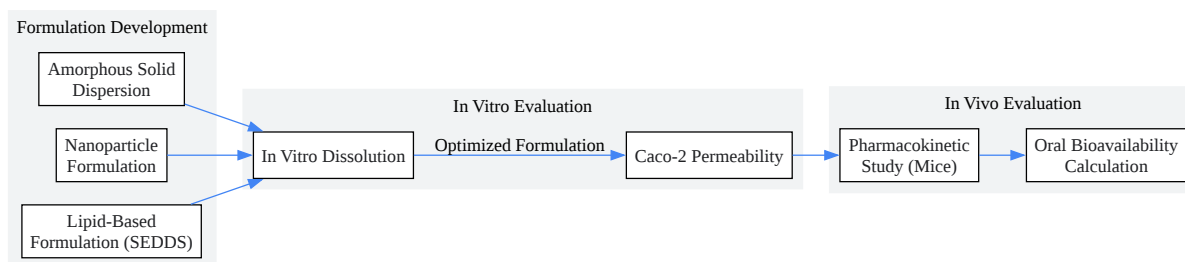 Formulation Development
Amorphous Solid
Dispersion
Nanoparticle
Formulation
Lipid-Based
Formulation (SEDDS)
In Vitro Evaluation
In Vitro Dissolution
Optimized Formulation
Caco-2 Permeability
In Vivo Evaluation
Pharmacokinetic
Study (Mice)
Oral Bioavailability
Calculation